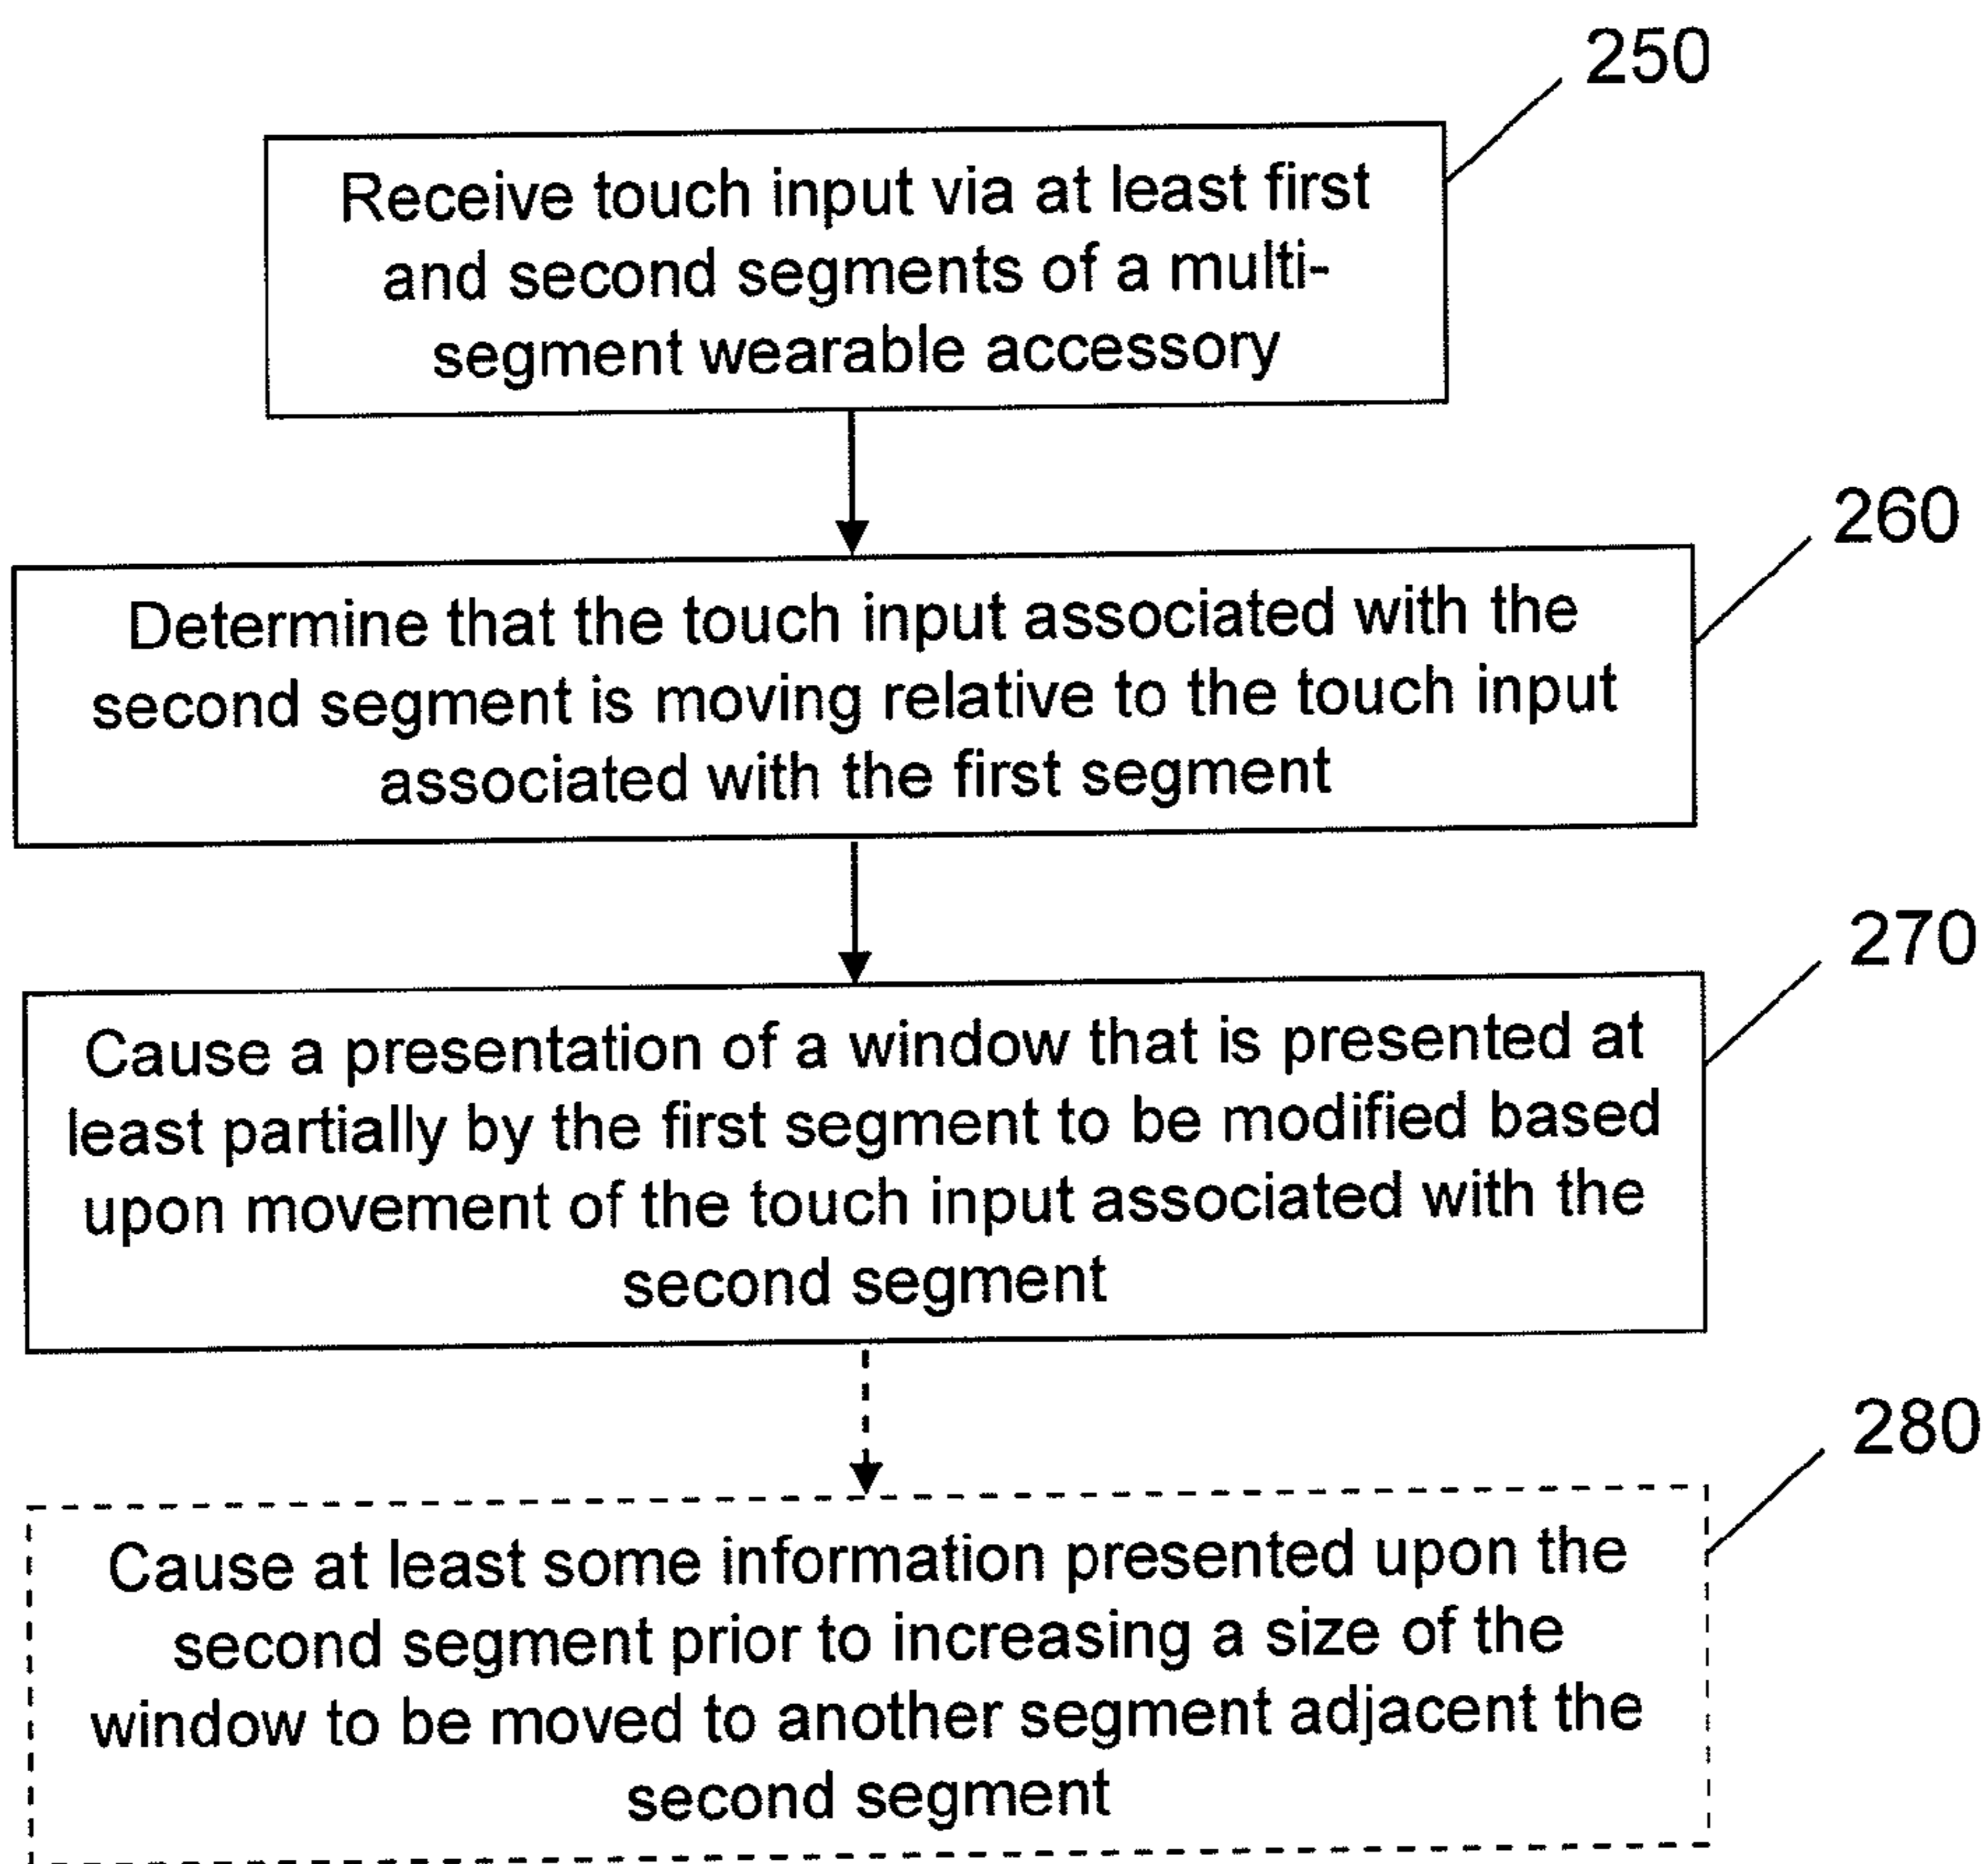 250
Receive touch input via at least first
and second segments of a multi-
segment wearable accessory
260
Determine that the touch input associated with the
second segment is moving relative to the touch input
associated with the first segment
270
Cause a presentation of a window that is presented at
least partially by the first segment to be modified based
upon movement of the touch input associated with the
second segment
280
Cause at least some information presented upon the
second segment prior to increasing a size of the
window to be moved to another segment adjacent the
second segment